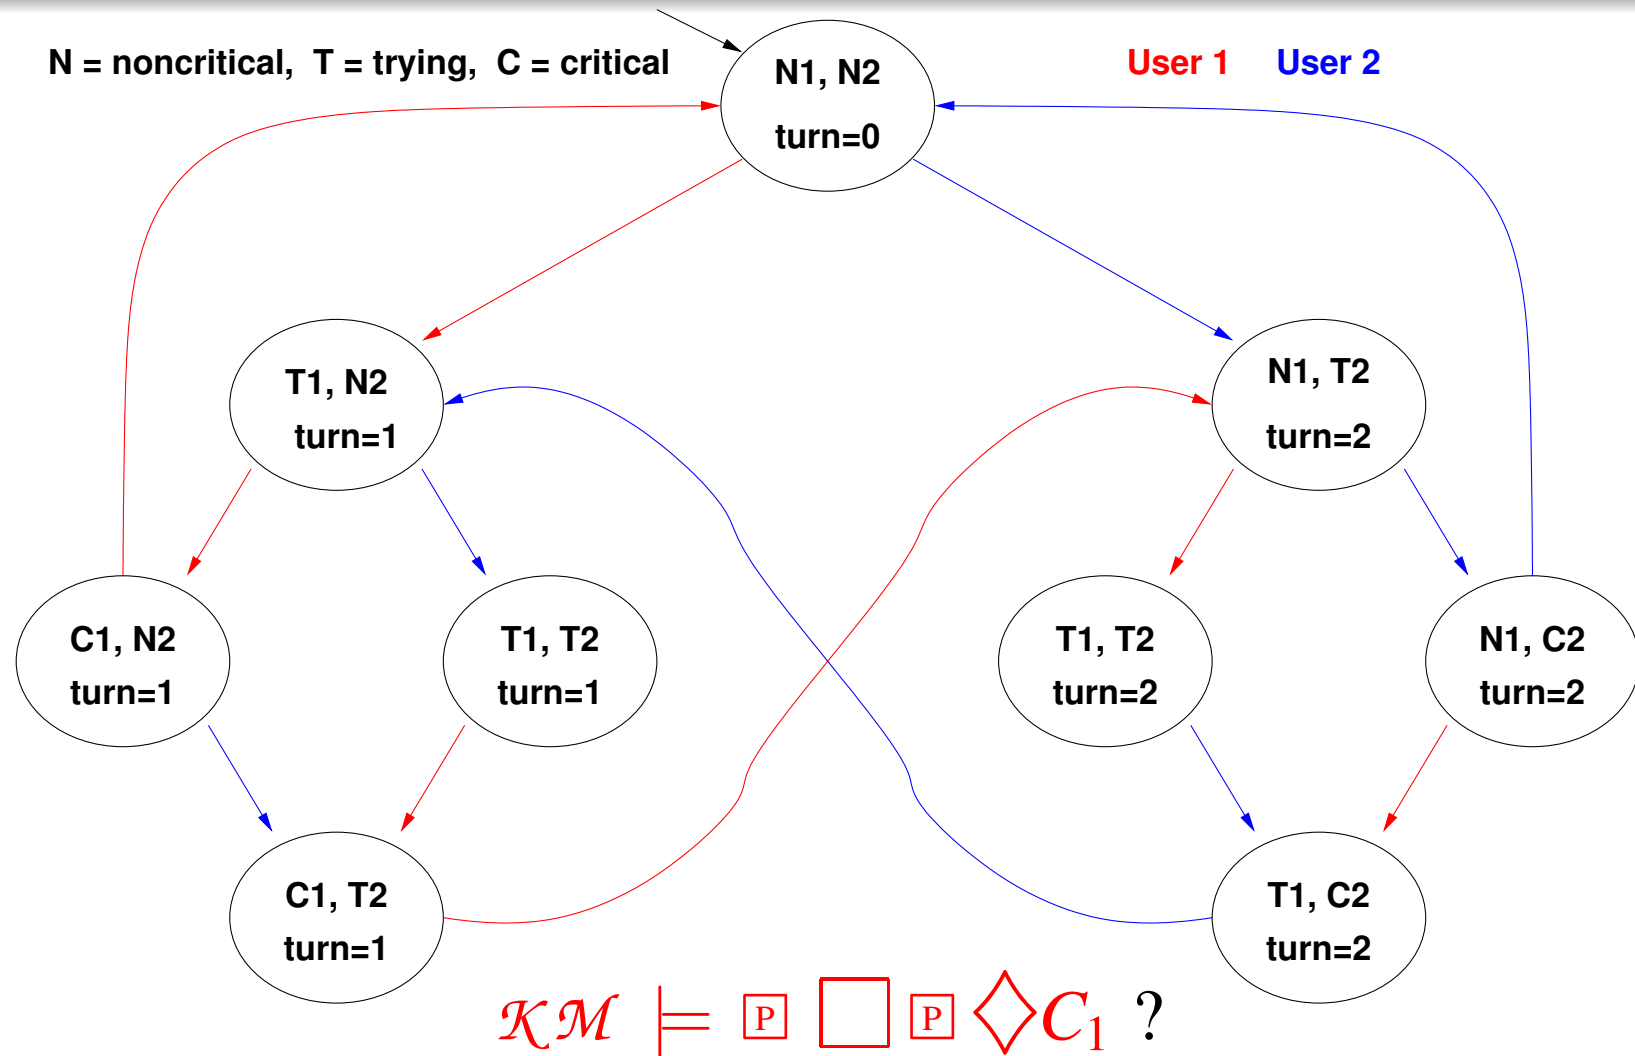 N = noncritical, T = trying, C = critical
User 1 User 2
N1, N2
turn=0
T1, N2
turn=1
N1, T2
turn=2
C1, N2
turn=1
T1, T2
turn=1
T1, T2
turn=2
N1, C2
turn=2
C1, T2
turn=1
T1, C2
turn=2
𝒦ℳ ⊨ 🄿 □ 🄿 ◇C₁ ?